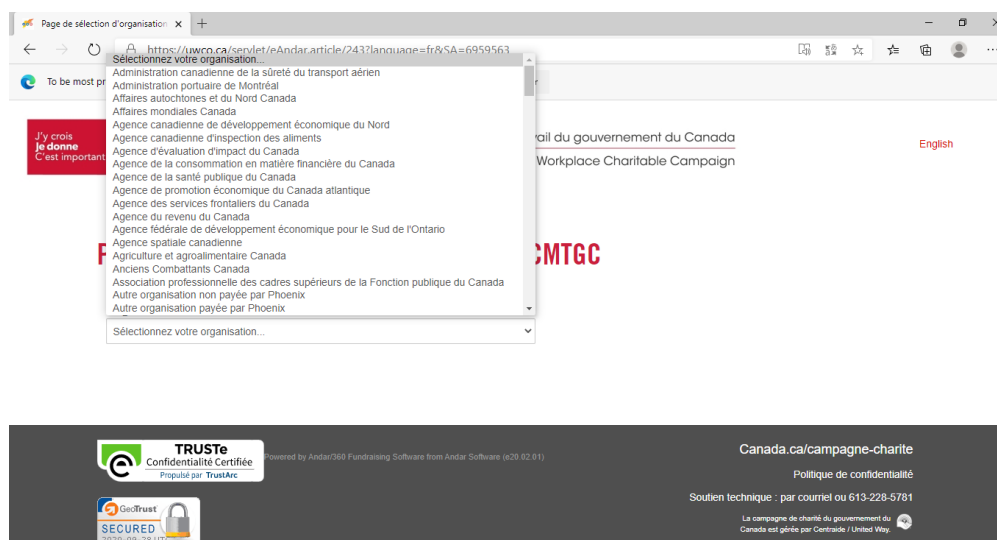 Page de sélection d'organisation
https://uwco.ca/servlet/eAndar.article/243?language=fr&SA=6959563
To be most pr
Sélectionnez votre organisation...
Administration canadienne de la sûreté du transport aérien
Administration portuaire de Montréal
Affaires autochtones et du Nord Canada
Affaires mondiales Canada
Agence canadienne de développement économique du Nord
Agence canadienne d'inspection des aliments
Agence d'évaluation d'impact du Canada
Agence de la consommation en matière financière du Canada
Agence de la santé publique du Canada
Agence de promotion économique du Canada atlantique
Agence des services frontaliers du Canada
Agence du revenu du Canada
Agence fédérale de développement économique pour le Sud de l'Ontario
Agence spatiale canadienne
Agriculture et agroalimentaire Canada
Anciens Combattants Canada
Association professionnelle des cadres supérieurs de la Fonction publique du Canada
Autre organisation non payée par Phoenix
Autre organisation payée par Phoenix
J'y crois
je donne
C'est important
ail du gouvernement du Canada
Workplace Charitable Campaign
English
CMTGC
Sélectionnez votre organisation...
TRUSTe
Confidentialité Certifiée
Propulsé par TrustArc
Powered by Andar/360 Fundraising Software from Andar Software (e20.02.01)
GeoTrust
SECURED
2020-09-28 UT
Canada.ca/campagne-charite
Politique de confidentialité
Soutien technique : par courriel ou 613-228-5781
La campagne de charité du gouvernement du
Canada est gérée par Centraide / United Way.